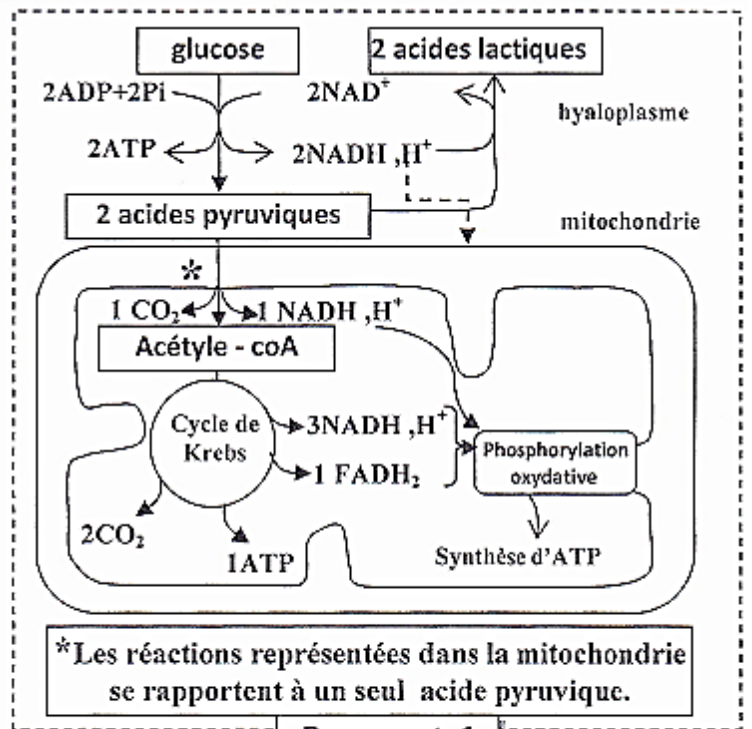 glucose
2 acides lactiques
2ADP+2Pi
2NAD⁺
hyaloplasme
2ATP
2NADH ,H⁺
2 acides pyruviques
mitochondrie
*
1 CO₂
1 NADH ,H⁺
Acétyle - coA
Cycle de
Krebs
3NADH ,H⁺
1 FADH₂
Phosphorylation
oxydative
2CO₂
1ATP
Synthèse d'ATP
*Les réactions représentées dans la mitochondrie
se rapportent à un seul acide pyruvique.